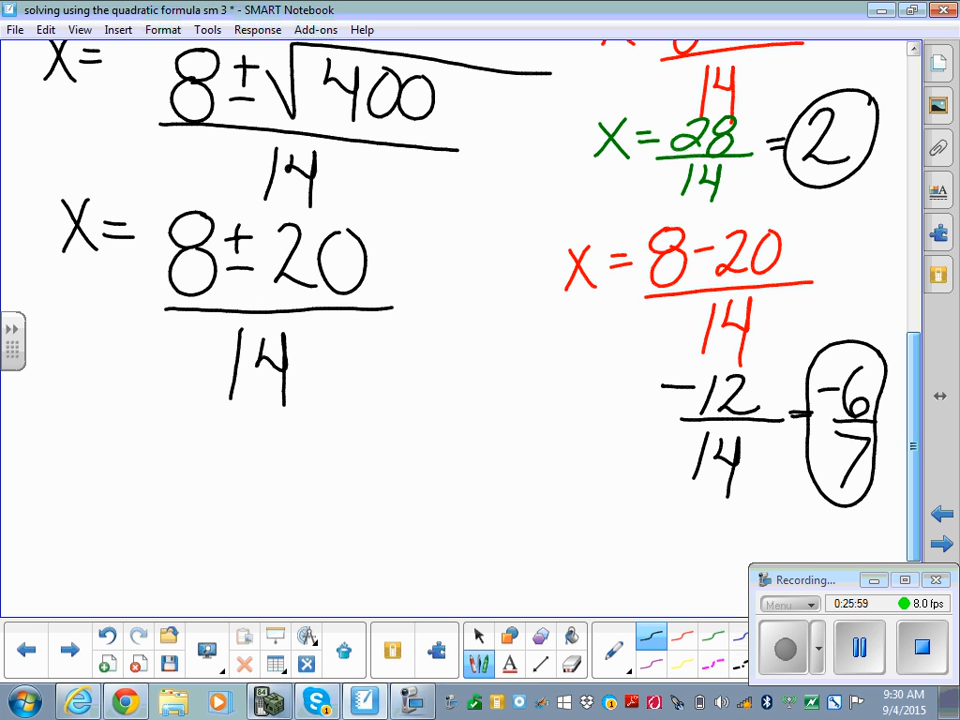 solving using the quadratic formula sm 3 * - SMART Notebook
File Edit View Insert Format Tools Response Add-ons Help
X=
8 ± √400
14
X= 8 ± 20
14
14
X = 28 = 2
14
X = 8 - 20
14
-12 = -6
14 7
Recording...
Menu
0:25:59
8.0 fps
A
9:30 AM
9/4/2015